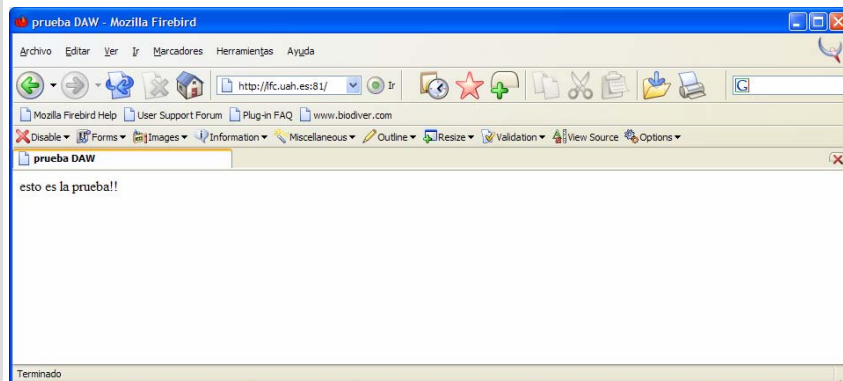 prueba DAW - Mozilla Firebird
Archivo Editar Ver Ir Marcadores Herramientas Ayuda
http://lfc.uah.es:81/ Ir G
Mozilla Firebird Help User Support Forum Plug-in FAQ www.biodiver.com
Disable Forms Images Information Miscellaneous Outline Resize Validation View Source Options
prueba DAW
esto es la prueba!!
Terminado